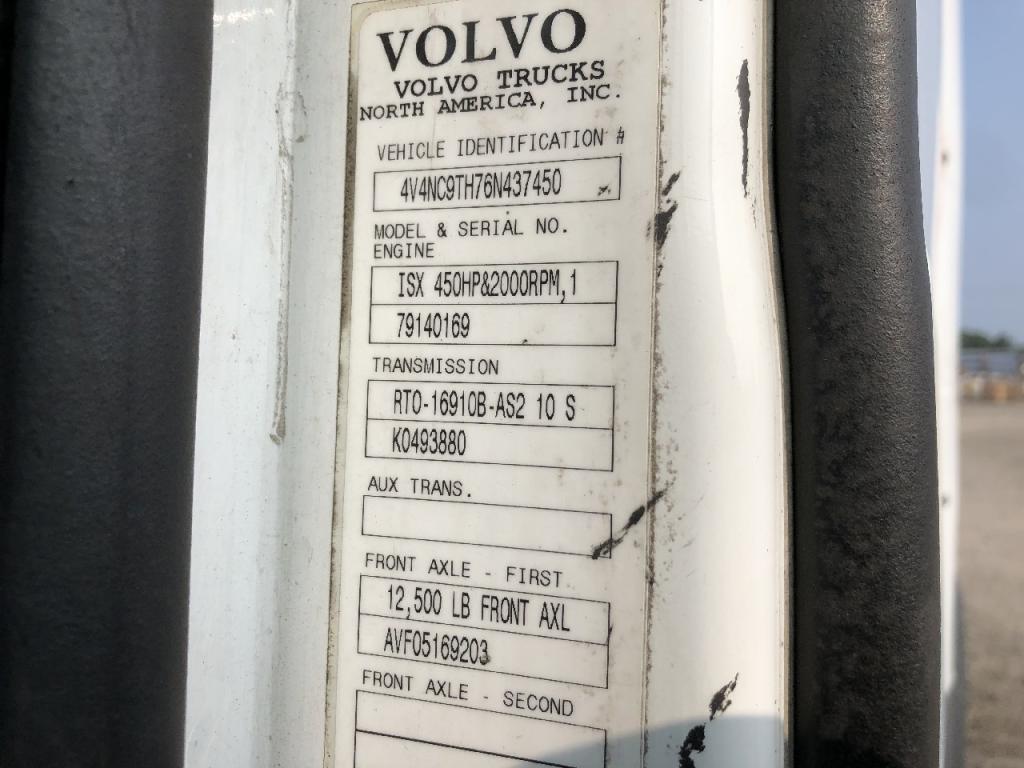 VOLVO
VOLVO TRUCKS
NORTH AMERICA, INC.
VEHICLE IDENTIFICATION #
4V4NC9TH76N437450
MODEL & SERIAL NO.
ENGINE
ISX 450HP&2000RPM,1
79140169
TRANSMISSION
RTO-16910B-AS2 10 S
K0493880
AUX TRANS.
FRONT AXLE - FIRST
12,500 LB FRONT AXL
AVF05169203
FRONT AXLE - SECOND